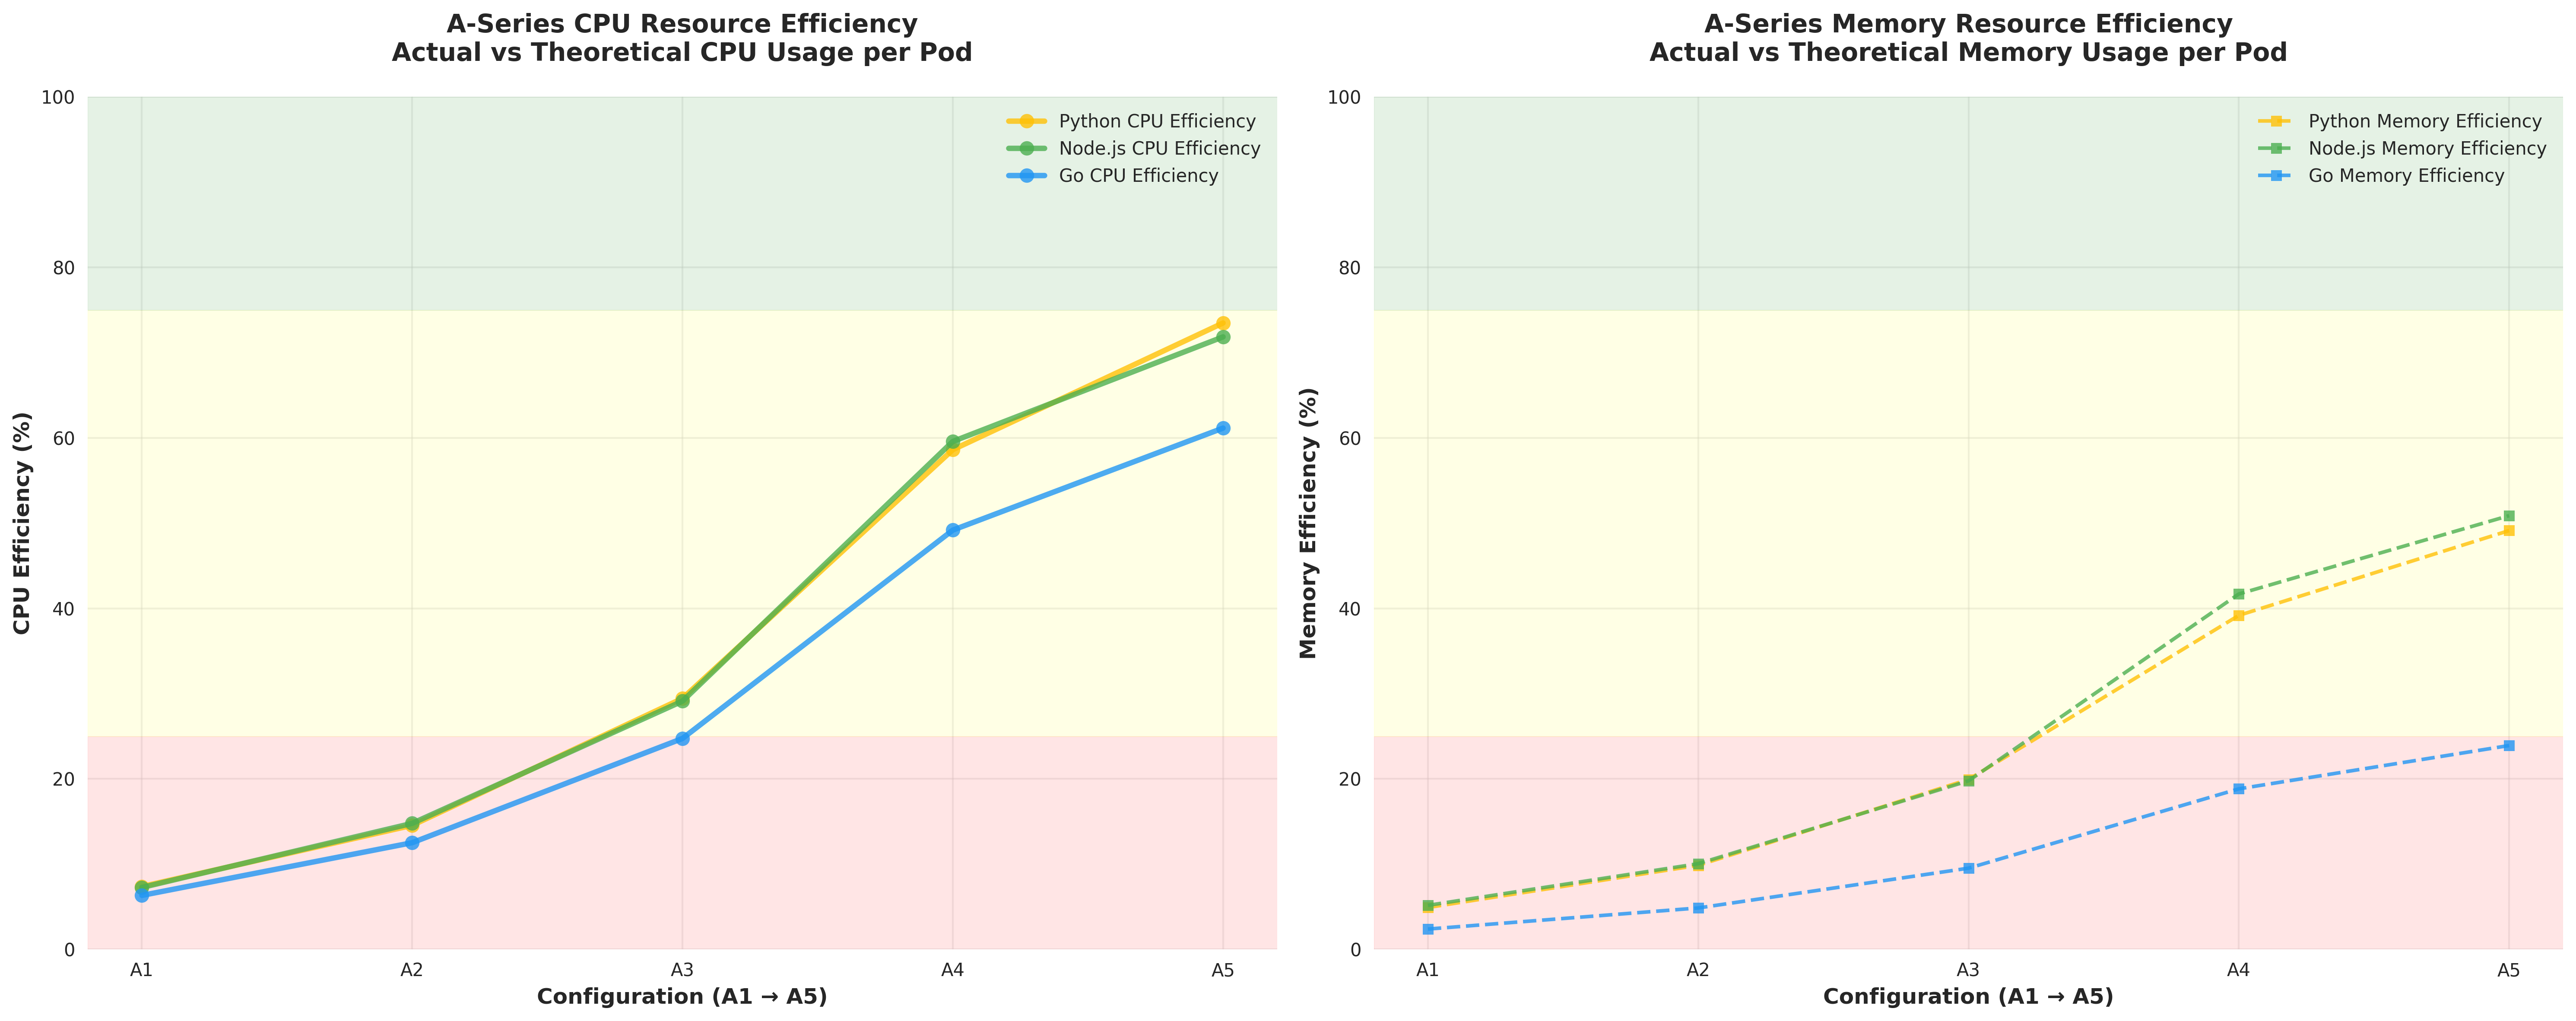 A-Series CPU Resource Efficiency
Actual vs Theoretical CPU Usage per Pod
CPU Efficiency (%)
100
80
60
40
20
0
Python CPU Efficiency
Node.js CPU Efficiency
Go CPU Efficiency
A1
A2
A3
A4
A5
Configuration (A1 → A5)
A-Series Memory Resource Efficiency
Actual vs Theoretical Memory Usage per Pod
Memory Efficiency (%)
100
80
60
40
20
0
Python Memory Efficiency
Node.js Memory Efficiency
Go Memory Efficiency
A1
A2
A3
A4
A5
Configuration (A1 → A5)